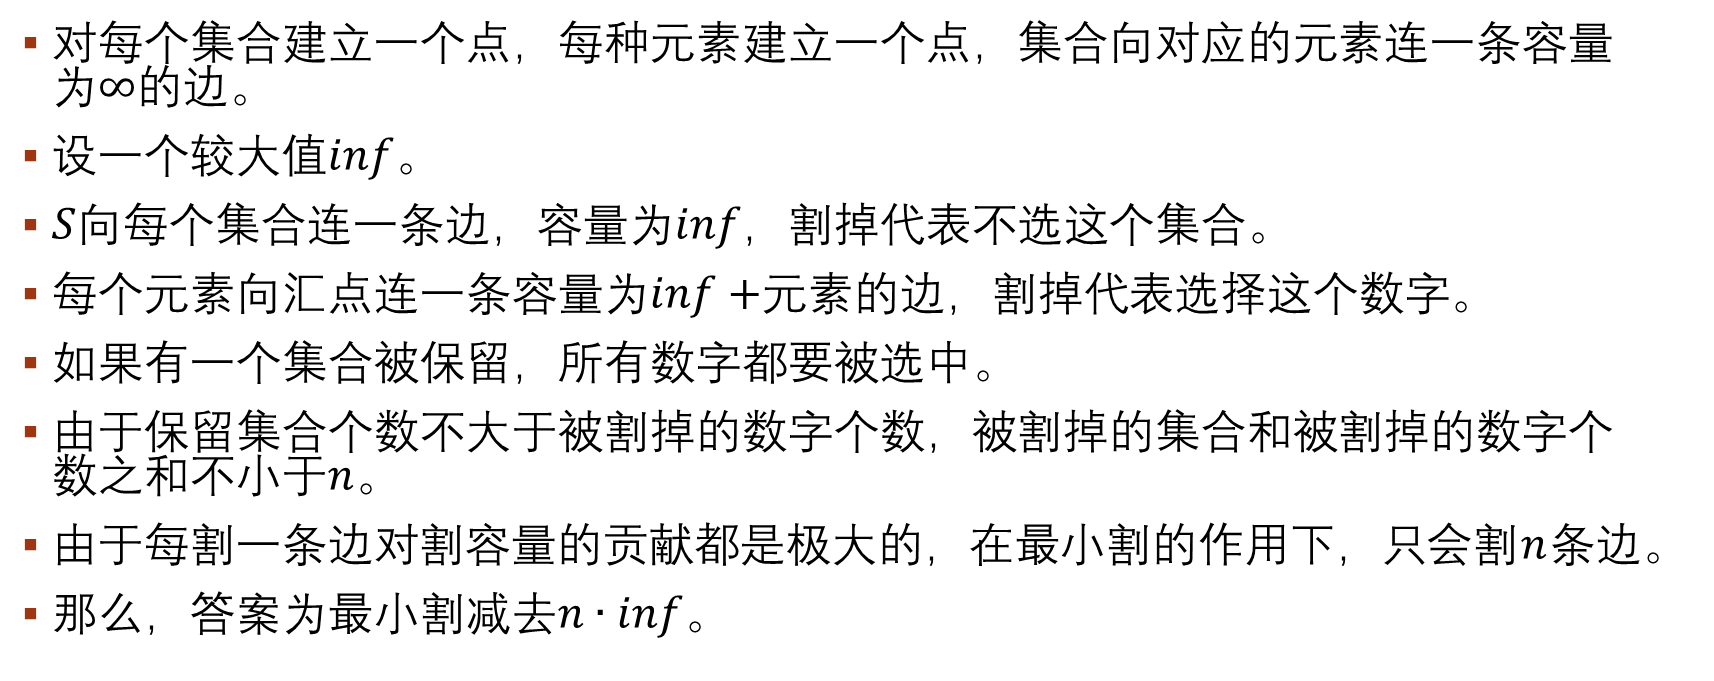 ▪ 对每个集合建立一个点，每种元素建立一个点，集合向对应的元素连一条容量
为∞的边。
▪ 设一个较大值inf。
▪ S向每个集合连一条边，容量为inf，割掉代表不选这个集合。
▪ 每个元素向汇点连一条容量为inf +元素的边，割掉代表选择这个数字。
▪ 如果有一个集合被保留，所有数字都要被选中。
▪ 由于保留集合个数不大于被割掉的数字个数，被割掉的集合和被割掉的数字个
数之和不小于n。
▪ 由于每割一条边对割容量的贡献都是极大的，在最小割的作用下，只会割n条边。
▪ 那么，答案为最小割减去n · inf。